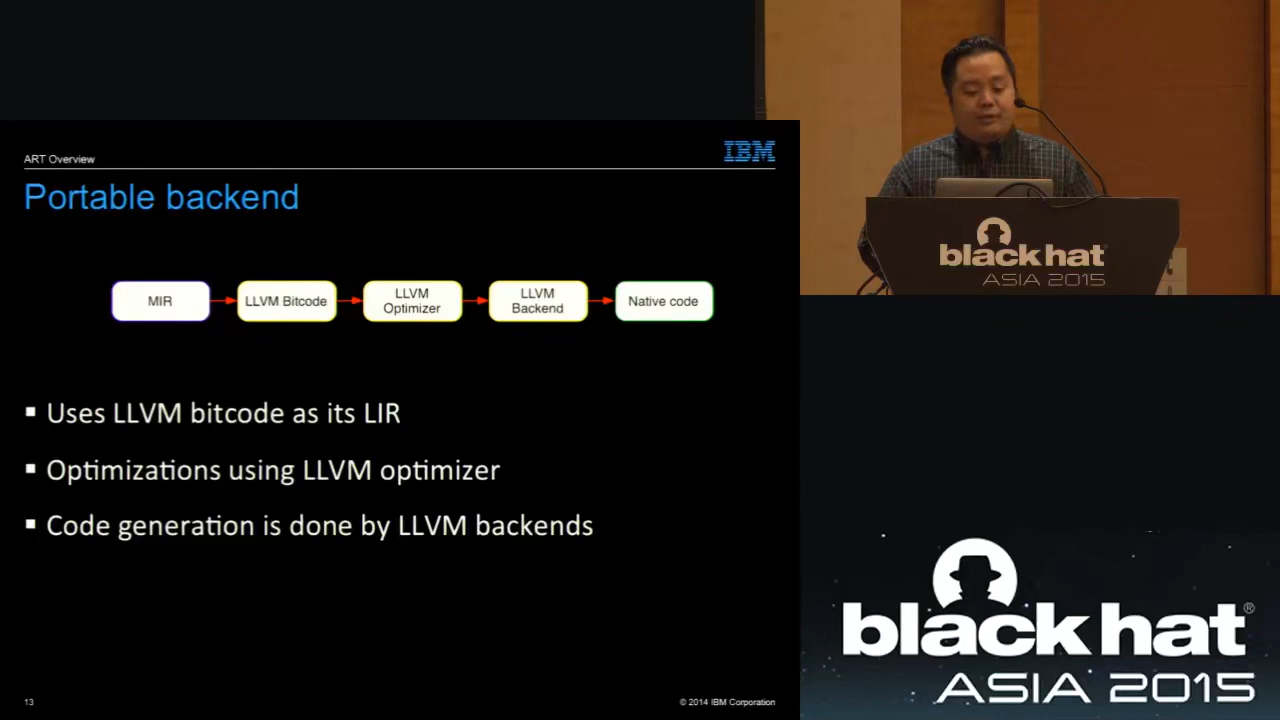 ART Overview
IBM
Portable backend
MIR
LLVM Bitcode
LLVM
Optimizer
LLVM
Backend
Native code
▪ Uses LLVM bitcode as its LIR
▪ Optimizations using LLVM optimizer
▪ Code generation is done by LLVM backends
13
© 2014 IBM Corporation
black hat
ASIA 2015
black hat®
ASIA 2015